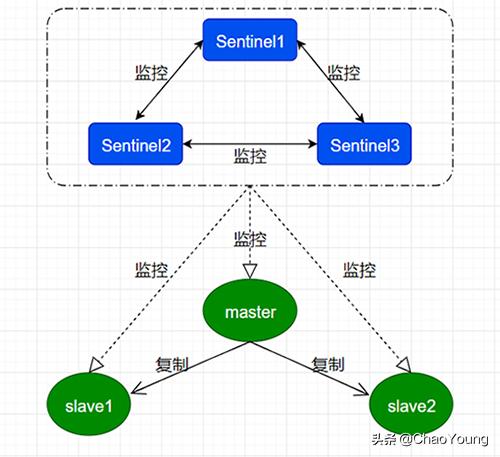 Sentinel1
监控
监控
Sentinel2
Sentinel3
监控
监控
监控
监控
master
复制
复制
slave1
slave2
头条 @ChaoYoung